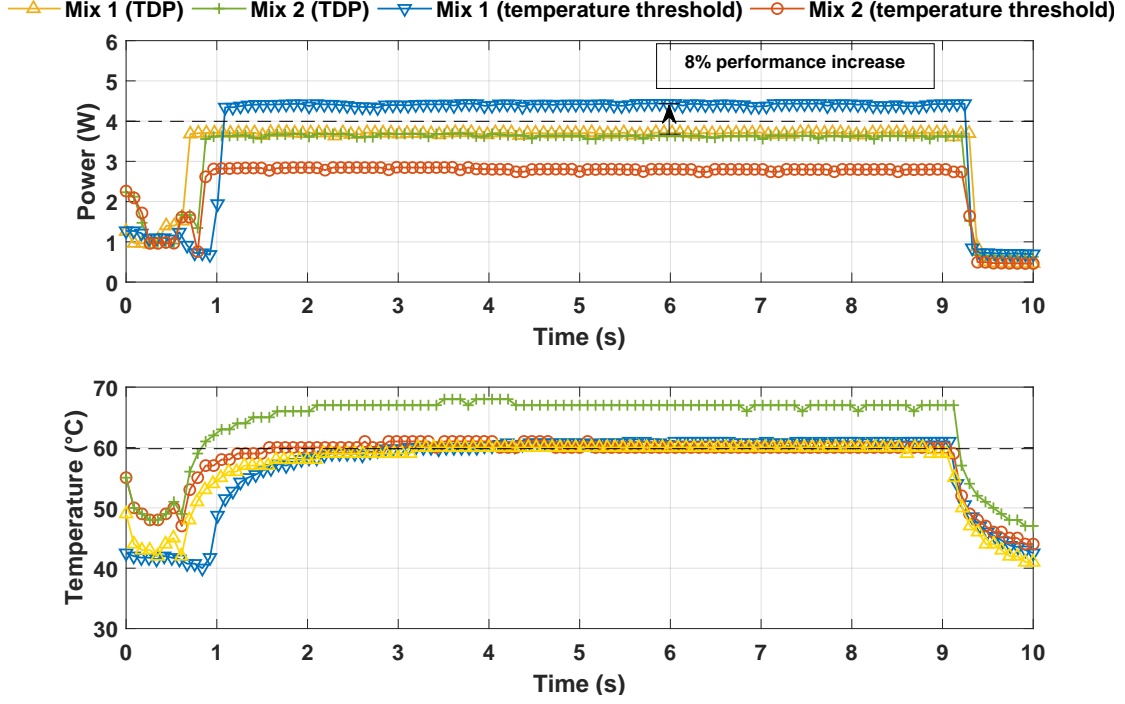 Mix 1 (TDP) Mix 2 (TDP) Mix 1 (temperature threshold) Mix 2 (temperature threshold)
8% performance increase
Power (W)
6
5
4
3
2
1
0
0 1 2 3 4 5 6 7 8 9 10
Time (s)
Temperature (°C)
70
60
50
40
30
0 1 2 3 4 5 6 7 8 9 10
Time (s)